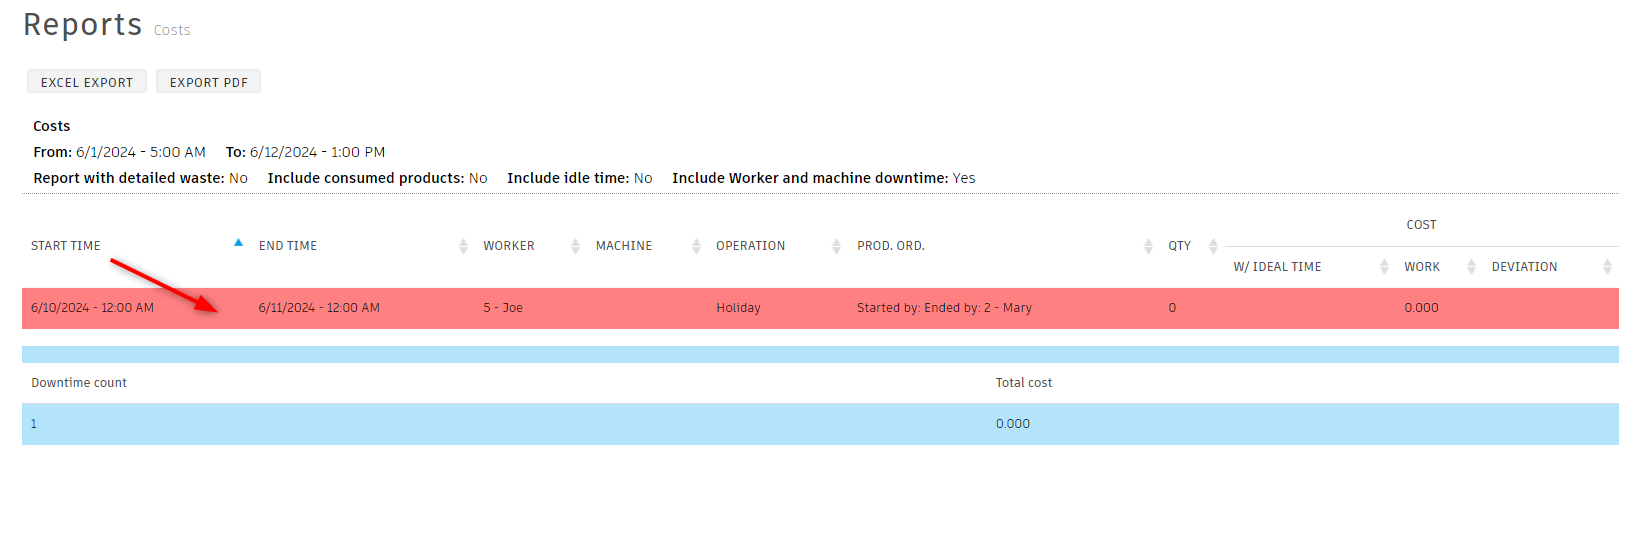 Reports Costs
EXCEL EXPORT EXPORT PDF
Costs
From: 6/1/2024 - 5:00 AM To: 6/12/2024 - 1:00 PM
Report with detailed waste: No Include consumed products: No Include idle time: No Include Worker and machine downtime: Yes
COST
START TIME END TIME WORKER MACHINE OPERATION PROD. ORD. QTY
W/ IDEAL TIME WORK DEVIATION
6/10/2024 - 12:00 AM 6/11/2024 - 12:00 AM 5 - Joe Holiday Started by: Ended by: 2 - Mary 0 0.000
Downtime count Total cost
1 0.000